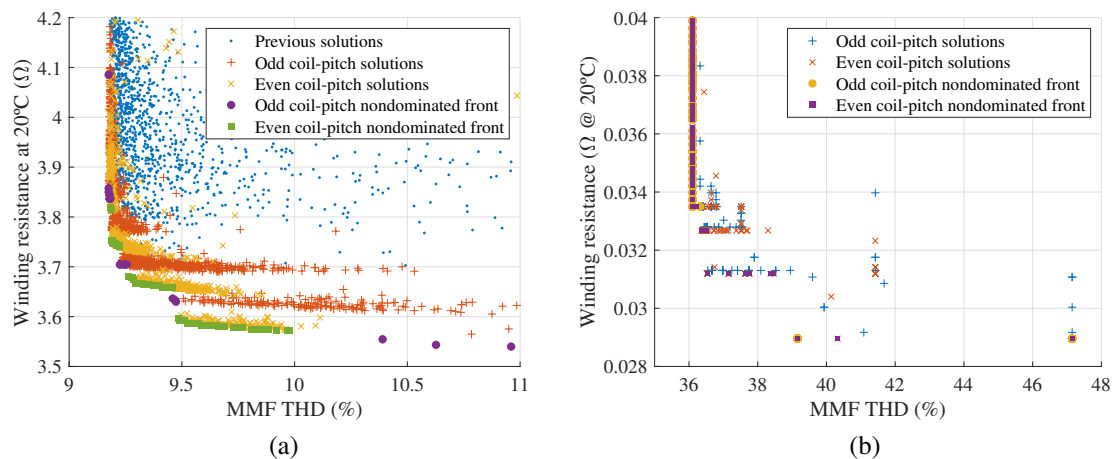 4.2
4.1
4
3.9
3.8
3.7
3.6
3.5
Winding resistance at 20ºC (Ω)
Previous solutions
Odd coil-pitch solutions
Even coil-pitch solutions
Odd coil-pitch nondominated front
Even coil-pitch nondominated front
9
9.5
10
10.5
11
MMF THD (%)
(a)
0.04
0.038
0.036
0.034
0.032
0.03
0.028
Winding resistance (Ω @ 20ºC)
Odd coil-pitch solutions
Even coil-pitch solutions
Odd coil-pitch nondominated front
Even coil-pitch nondominated front
36
38
40
42
44
46
48
MMF THD (%)
(b)